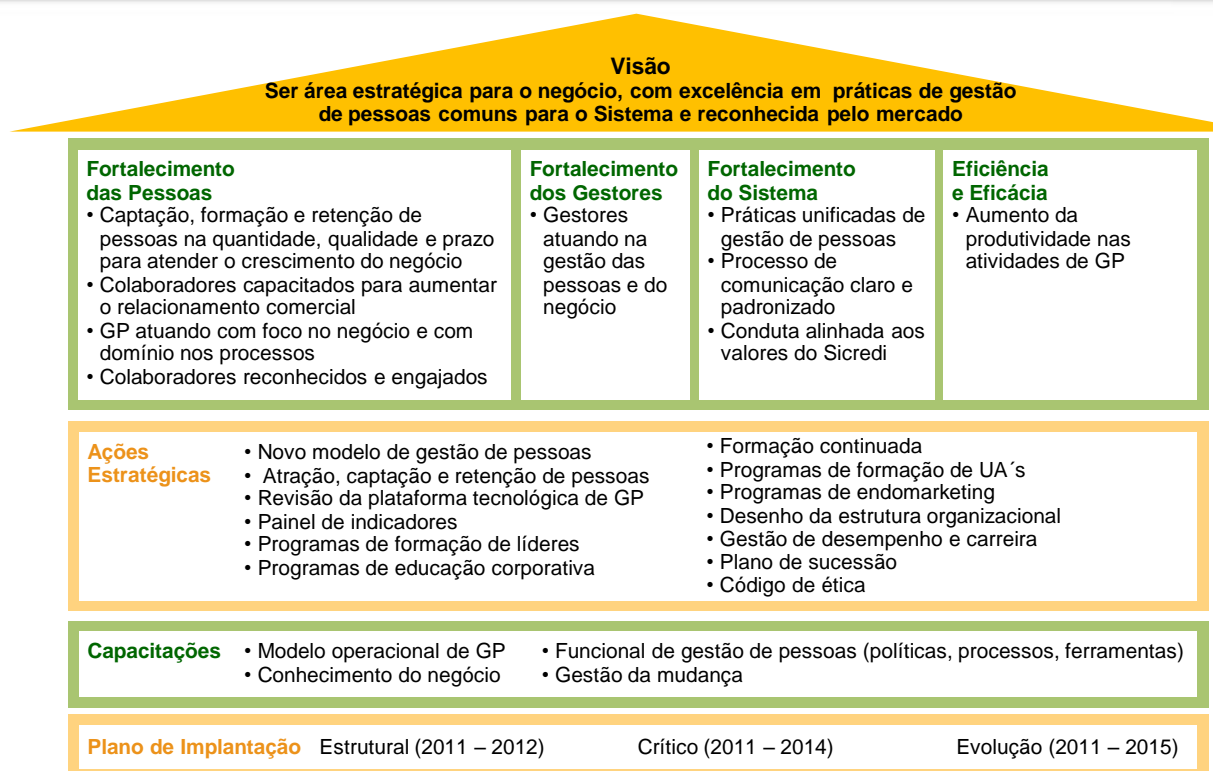 Visão
Ser área estratégica para o negócio, com excelência em práticas de gestão
de pessoas comuns para o Sistema e reconhecida pelo mercado
Fortalecimento
das Pessoas
• Captação, formação e retenção de
pessoas na quantidade, qualidade e prazo
para atender o crescimento do negócio
• Colaboradores capacitados para aumentar
o relacionamento comercial
• GP atuando com foco no negócio e com
domínio nos processos
• Colaboradores reconhecidos e engajados
Fortalecimento
dos Gestores
• Gestores
atuando na
gestão das
pessoas e do
negócio
Fortalecimento
do Sistema
• Práticas unificadas de
gestão de pessoas
• Processo de
comunicação claro e
padronizado
• Conduta alinhada aos
valores do Sicredi
Eficiência
e Eficácia
• Aumento da
produtividade nas
atividades de GP
Ações
Estratégicas
• Novo modelo de gestão de pessoas
• Atração, captação e retenção de pessoas
• Revisão da plataforma tecnológica de GP
• Painel de indicadores
• Programas de formação de líderes
• Programas de educação corporativa
• Formação continuada
• Programas de formação de UA´s
• Programas de endomarketing
• Desenho da estrutura organizacional
• Gestão de desempenho e carreira
• Plano de sucessão
• Código de ética
Capacitações
• Modelo operacional de GP
• Conhecimento do negócio
• Funcional de gestão de pessoas (políticas, processos, ferramentas)
• Gestão da mudança
Plano de Implantação
Estrutural (2011 – 2012)
Crítico (2011 – 2014)
Evolução (2011 – 2015)